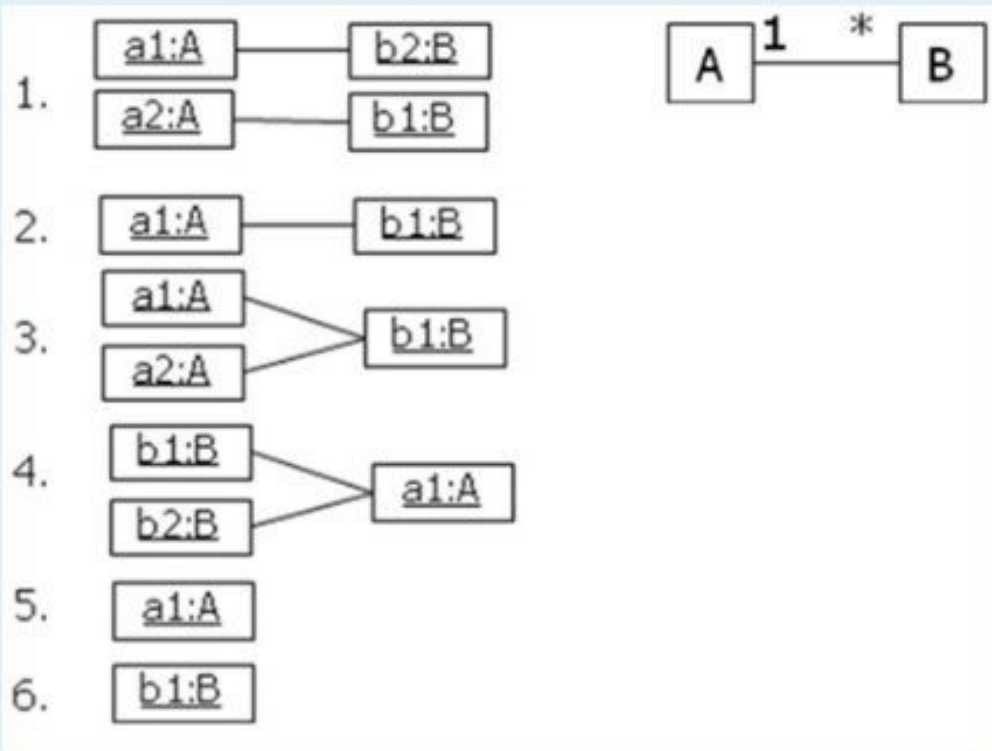 a1:A b2:B
1.
a2:A b1:B
A 1 * B
2. a1:A b1:B
a1:A
3. b1:B
a2:A
b1:B
4. a1:A
b2:B
5. a1:A
6. b1:B